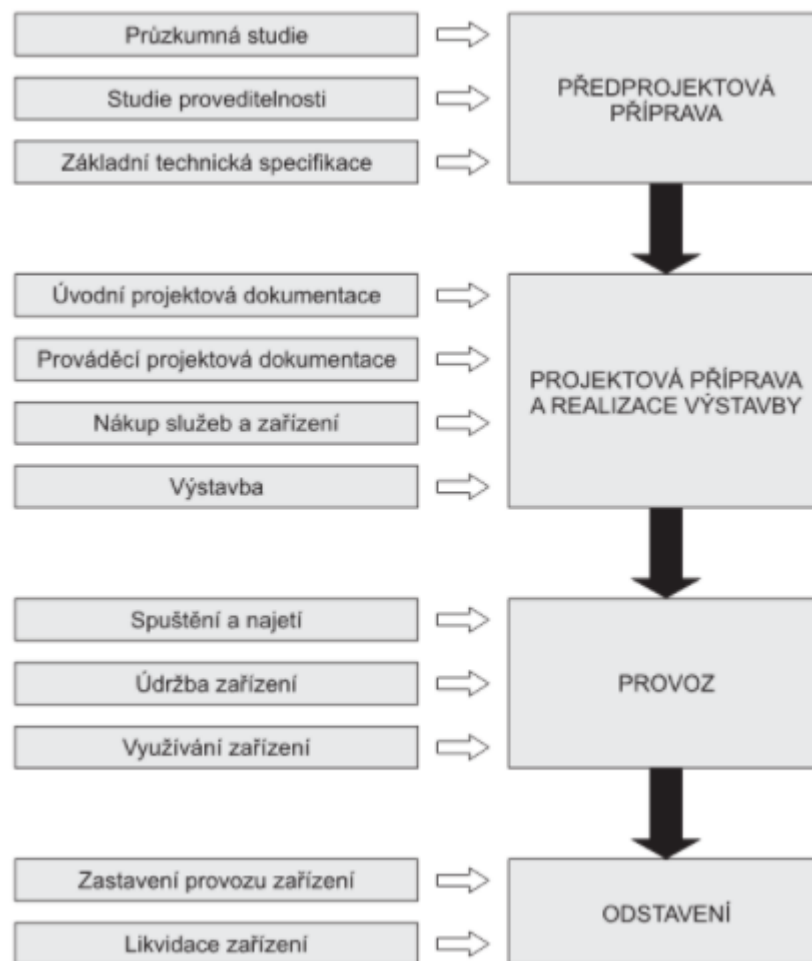 Průzkumná studie
Studie proveditelnosti
Základní technická specifikace
PŘEDPROJEKTOVÁ
PŘÍPRAVA
Úvodní projektová dokumentace
Prováděcí projektová dokumentace
Nákup služeb a zařízení
Výstavba
PROJEKTOVÁ PŘÍPRAVA
A REALIZACE VÝSTAVBY
Spuštění a najetí
Údržba zařízení
Využívání zařízení
PROVOZ
Zastavení provozu zařízení
Likvidace zařízení
ODSTAVENÍ